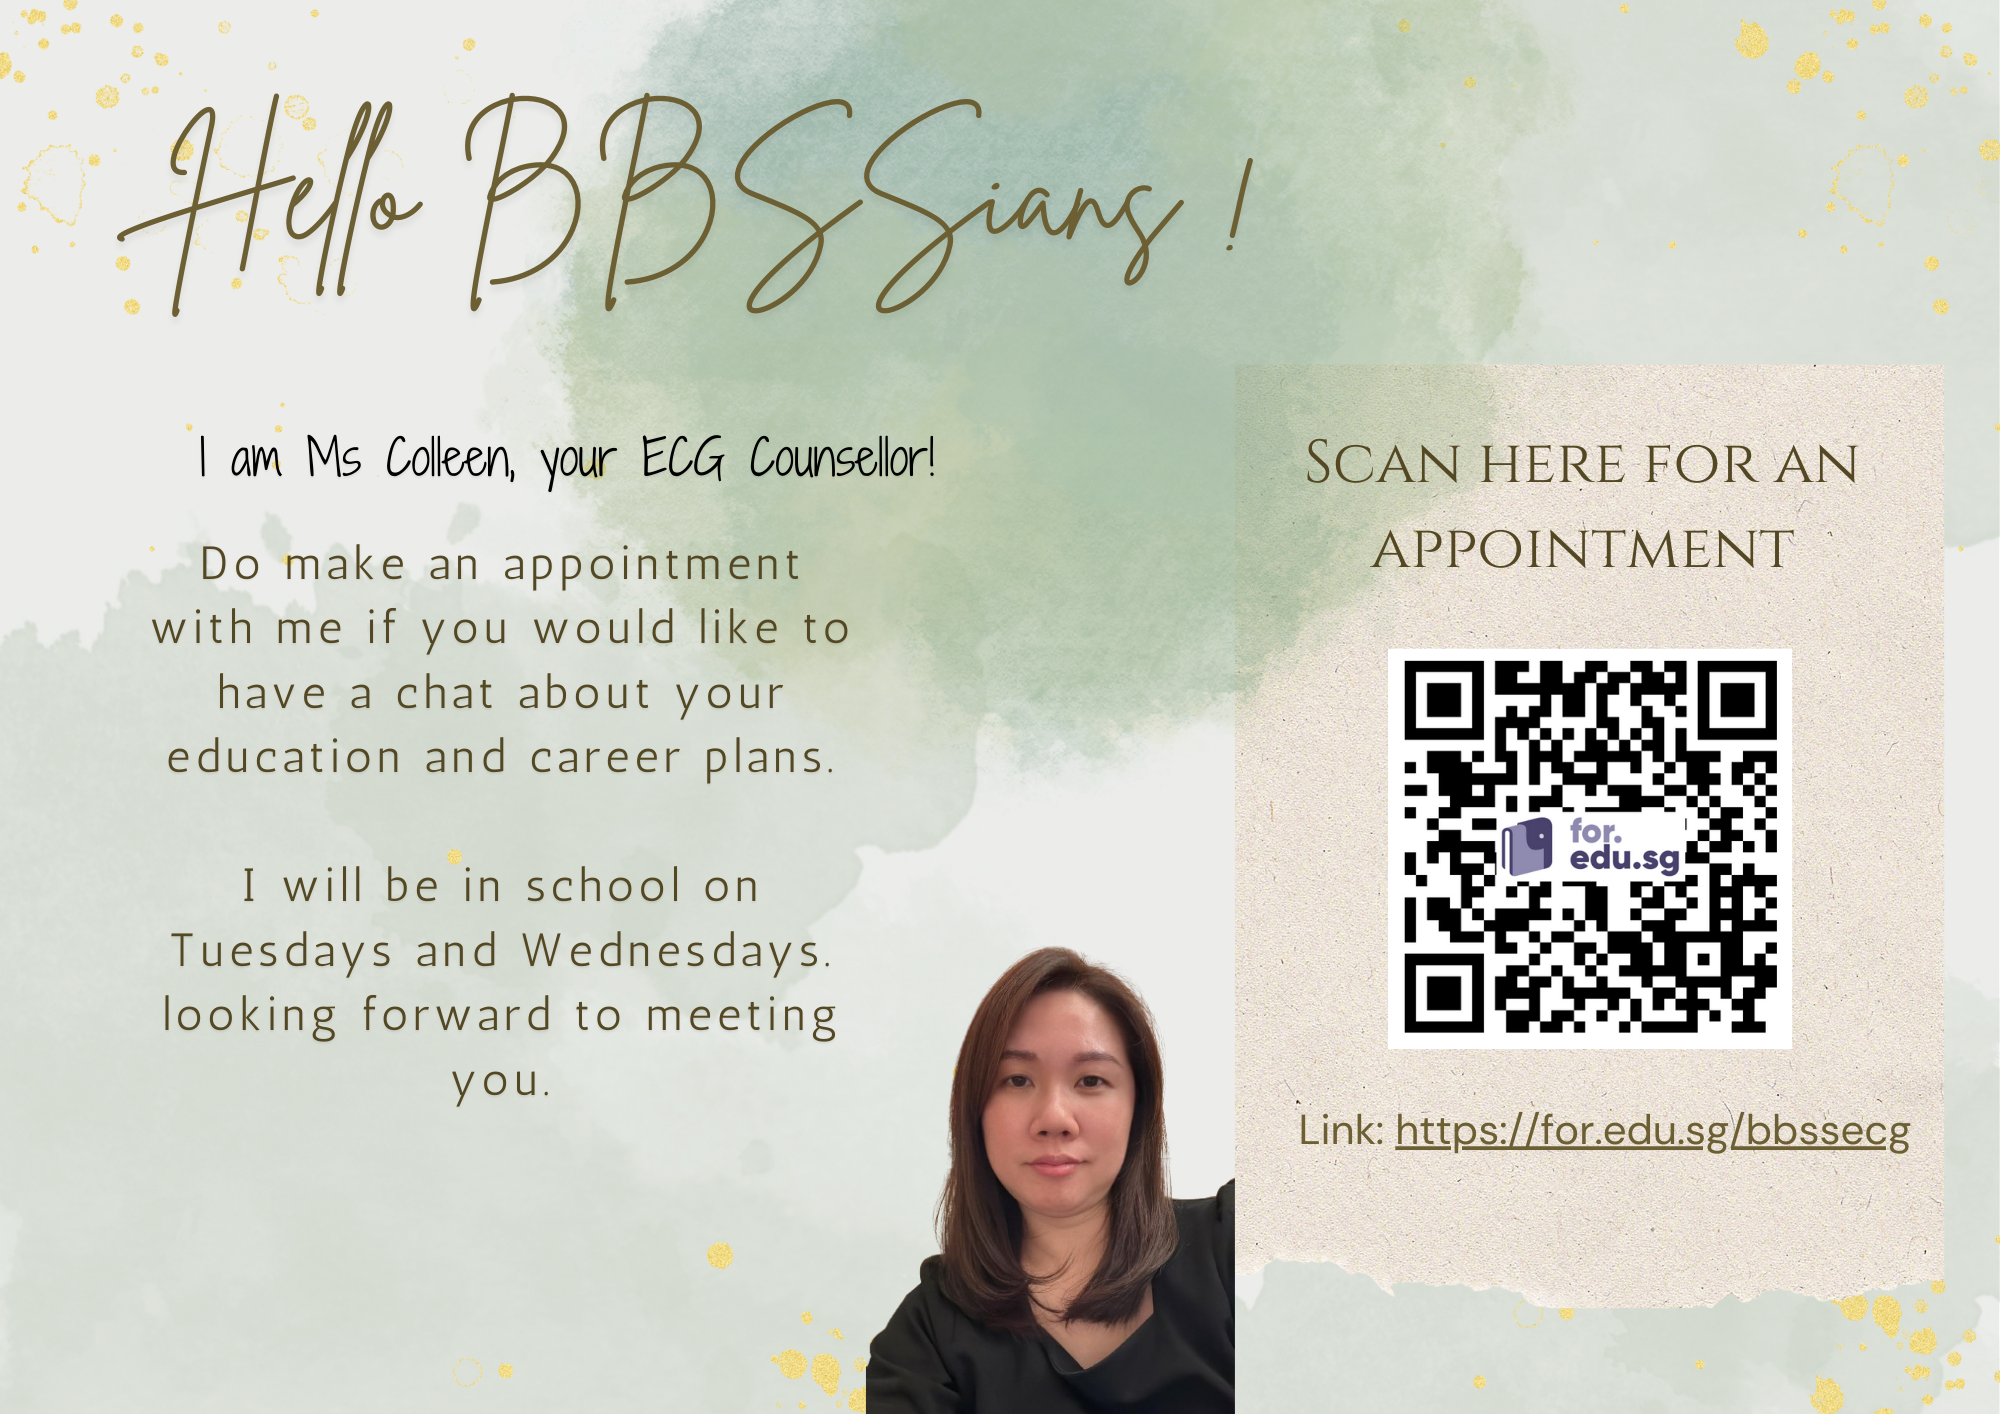 Hello BBSSians !
I am Ms Colleen, your ECG Counsellor!
Do make an appointment
with me if you would like to
have a chat about your
education and career plans.
I will be in school on
Tuesdays and Wednesdays.
looking forward to meeting
you.
SCAN HERE FOR AN
APPOINTMENT
for.
edu.sg
Link: https://for.edu.sg/bbssecg